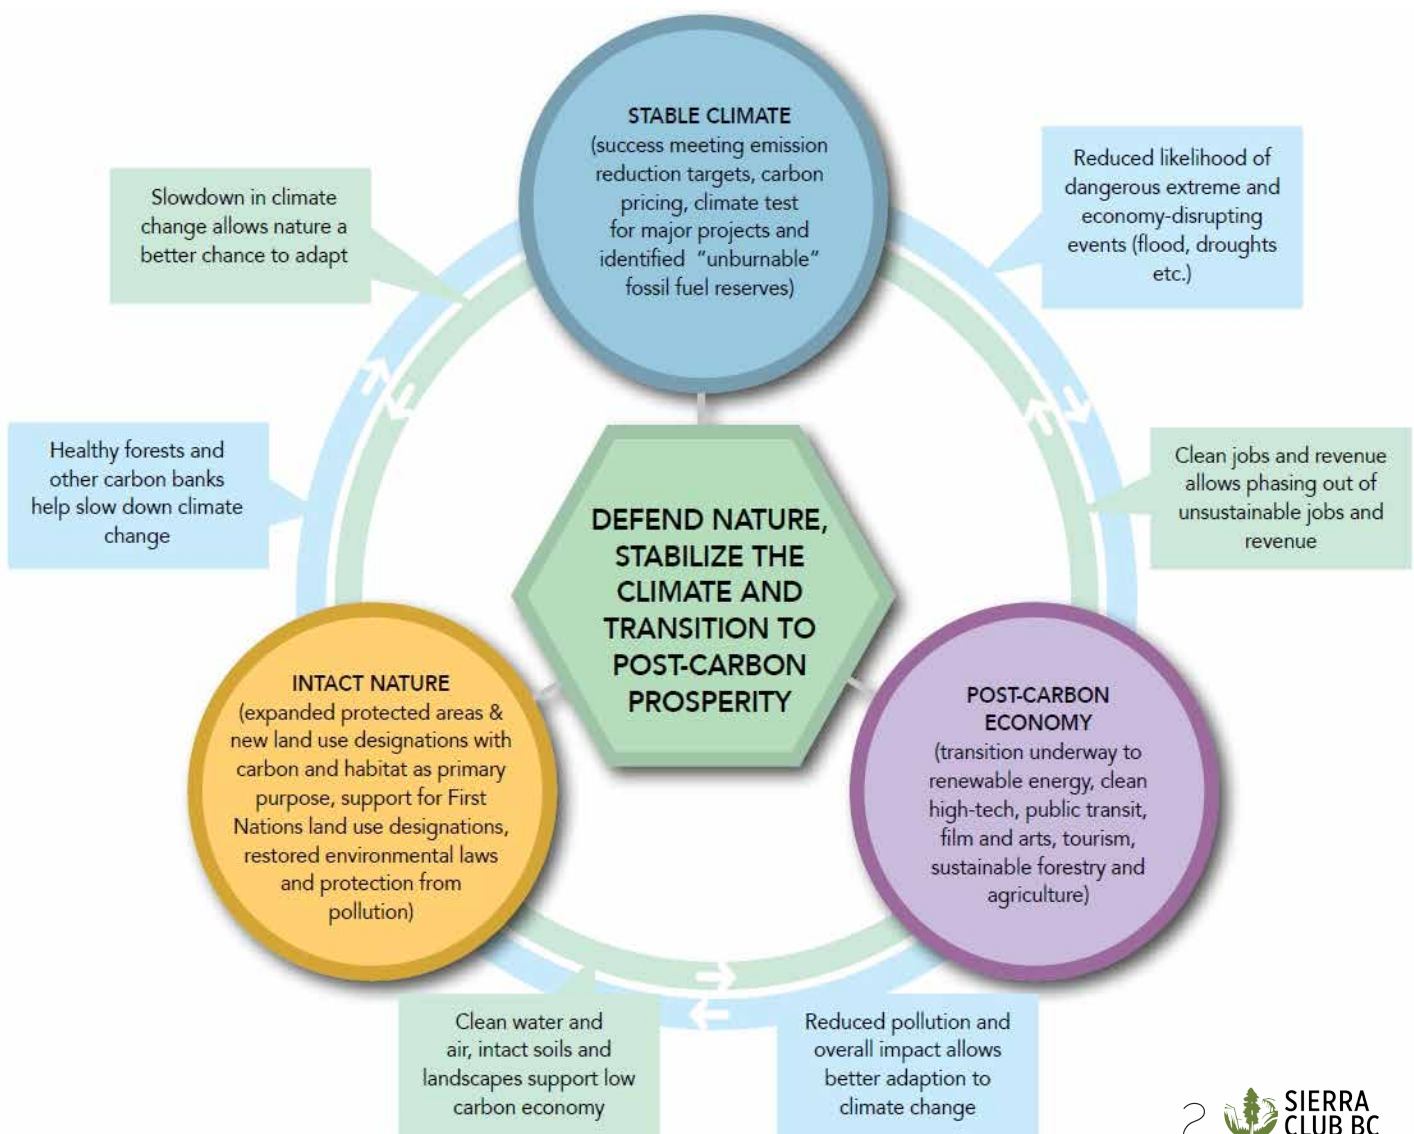 STABLE CLIMATE
(success meeting emission
reduction targets, carbon
pricing, climate test
for major projects and
identified “unburnable”
fossil fuel reserves)
Slowdown in climate
change allows nature a
better chance to adapt
Reduced likelihood of
dangerous extreme and
economy-disrupting
events (flood, droughts
etc.)
Healthy forests and
other carbon banks
help slow down climate
change
Clean jobs and revenue
allows phasing out of
unsustainable jobs and
revenue
DEFEND NATURE,
STABILIZE THE
CLIMATE AND
TRANSITION TO
POST-CARBON
PROSPERITY
INTACT NATURE
(expanded protected areas &
new land use designations with
carbon and habitat as primary
purpose, support for First
Nations land use designations,
restored environmental laws
and protection from
pollution)
POST-CARBON
ECONOMY
(transition underway to
renewable energy, clean
high-tech, public transit,
film and arts, tourism,
sustainable forestry and
agriculture)
Clean water and
air, intact soils and
landscapes support low
carbon economy
Reduced pollution and
overall impact allows
better adaption to
climate change
SIERRA
CLUB BC